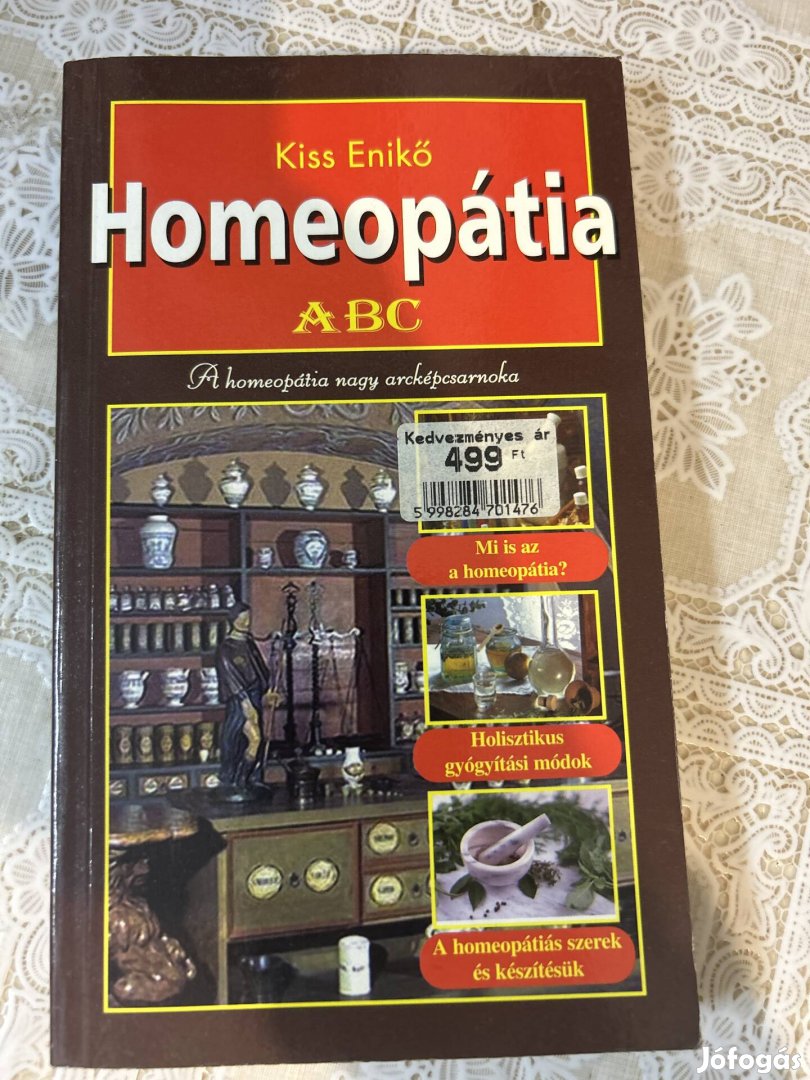 Kiss Enikő
Homeopátia
ABC
A homeopátia nagy arcképcsarnoka
Kedvezményes ár
499 Ft
5 998284 701476
Mi is az
a homeopátia?
Holisztikus
gyógyítási módok
A homeopátiás szerek
és készítésük
Jófogás